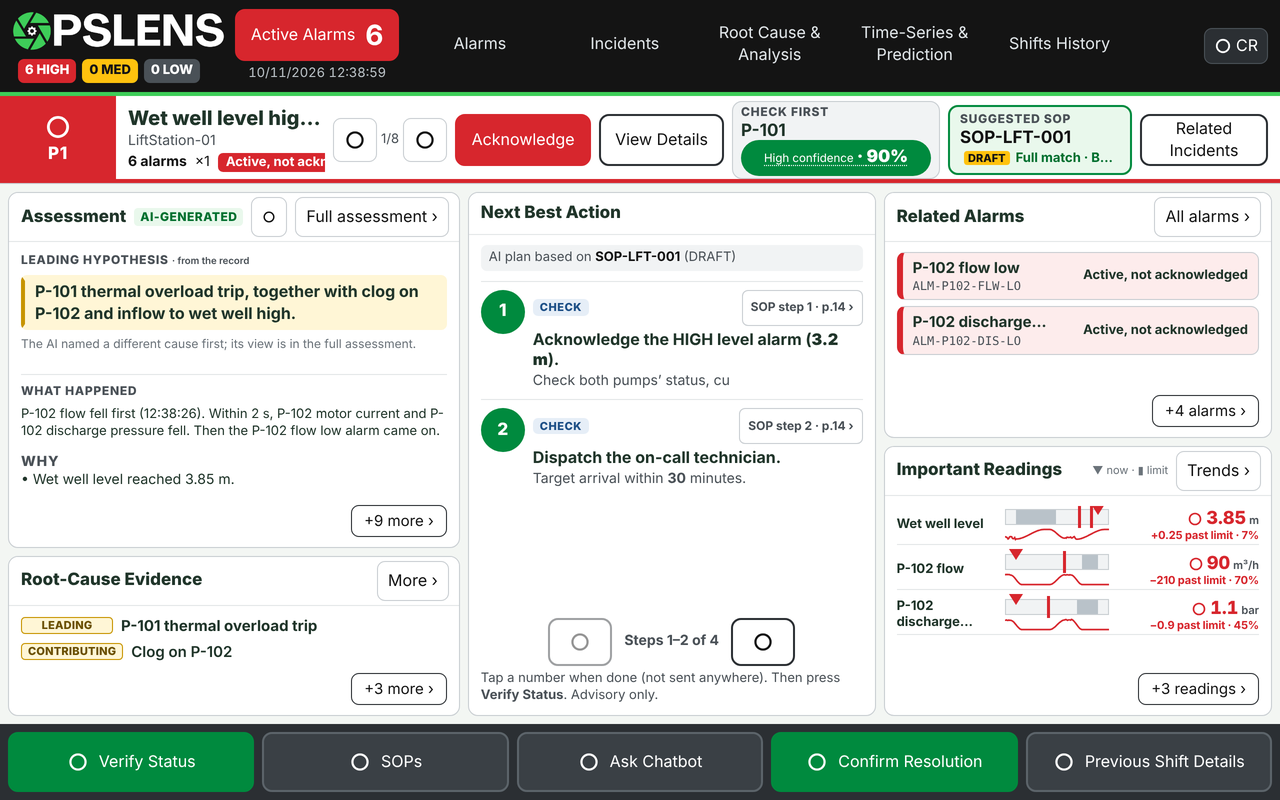 PSLENS
Active Alarms 6
6 HIGH
0 MED
0 LOW
10/11/2026 12:38:59
Alarms
Incidents
Root Cause &
Analysis
Time-Series &
Prediction
Shifts History
CR
P1
Wet well level hig...
LiftStation-01
6 alarms ×1 Active, not ackr
1/8
Acknowledge
View Details
CHECK FIRST
P-101
High confidence • 90%
SUGGESTED SOP
SOP-LFT-001
DRAFT Full match · B...
Related
Incidents
Assessment AI-GENERATED
Full assessment ›
LEADING HYPOTHESIS · from the record
P-101 thermal overload trip, together with clog on
P-102 and inflow to wet well high.
The AI named a different cause first; its view is in the full assessment.
WHAT HAPPENED
P-102 flow fell first (12:38:26). Within 2 s, P-102 motor current and P-
102 discharge pressure fell. Then the P-102 flow low alarm came on.
WHY
• Wet well level reached 3.85 m.
+9 more ›
Root-Cause Evidence
More ›
LEADING P-101 thermal overload trip
CONTRIBUTING Clog on P-102
+3 more ›
Next Best Action
AI plan based on SOP-LFT-001 (DRAFT)
1
CHECK
SOP step 1 · p.14 ›
Acknowledge the HIGH level alarm (3.2
m).
Check both pumps’ status, cu
2
CHECK
SOP step 2 · p.14 ›
Dispatch the on-call technician.
Target arrival within 30 minutes.
Steps 1–2 of 4
Tap a number when done (not sent anywhere). Then press
Verify Status. Advisory only.
Related Alarms
All alarms ›
P-102 flow low
ALM-P102-FLW-LO
Active, not acknowledged
P-102 discharge...
ALM-P102-DIS-LO
Active, not acknowledged
+4 alarms ›
Important Readings
▼ now · ▮ limit
Trends ›
Wet well level
3.85 m
+0.25 past limit · 7%
P-102 flow
90 m³/h
−210 past limit · 70%
P-102
discharge...
1.1 bar
−0.9 past limit · 45%
+3 readings ›
Verify Status
SOPs
Ask Chatbot
Confirm Resolution
Previous Shift Details